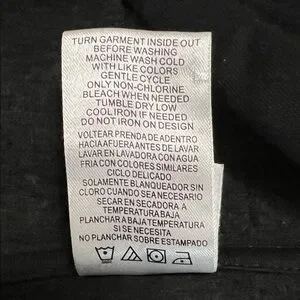 TURN GARMENT INSIDE OUT
BEFORE WASHING
MACHINE WASH COLD
WITH LIKE COLORS
GENTLE CYCLE
ONLY NON-CHLORINE
BLEACH WHEN NEEDED
TUMBLE DRY LOW
COOL IRON IF NEEDED
DO NOT IRON ON DESIGN
VOLTEAR PRENDA DE ADENTRO
HACIA AFUERA ANTES DE LAVAR
LAVAR EN LAVADORA CON AGUA
FRIA CON COLORES SIMILARES
CICLO DELICADO
SOLAMENTE BLANQUEADOR SIN
CLORO CUANDO SEA NECESARIO
SECAR EN SECADORA A
TEMPERATURA BAJA
PLANCHAR A BAJA TEMPERATURA
SI SE NECESITA
NO PLANCHAR SOBRE ESTAMPADO